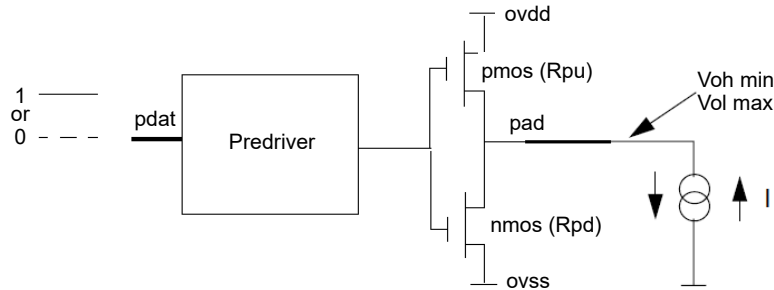 ovdd
pmos (Rpu)
1
or
0
pdat
Predriver
pad
Voh min
Vol max
I
nmos (Rpd)
ovss